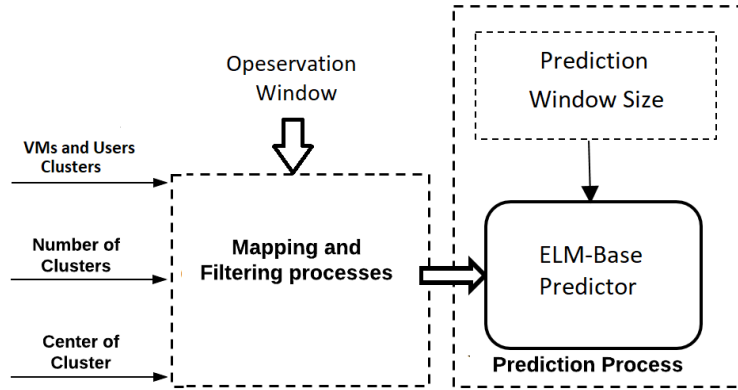 Opeservation
Window
Prediction
Window Size
VMs and Users
Clusters
Number of
Clusters
Center of
Cluster
Mapping and
Filtering processes
ELM-Base
Predictor
Prediction Process